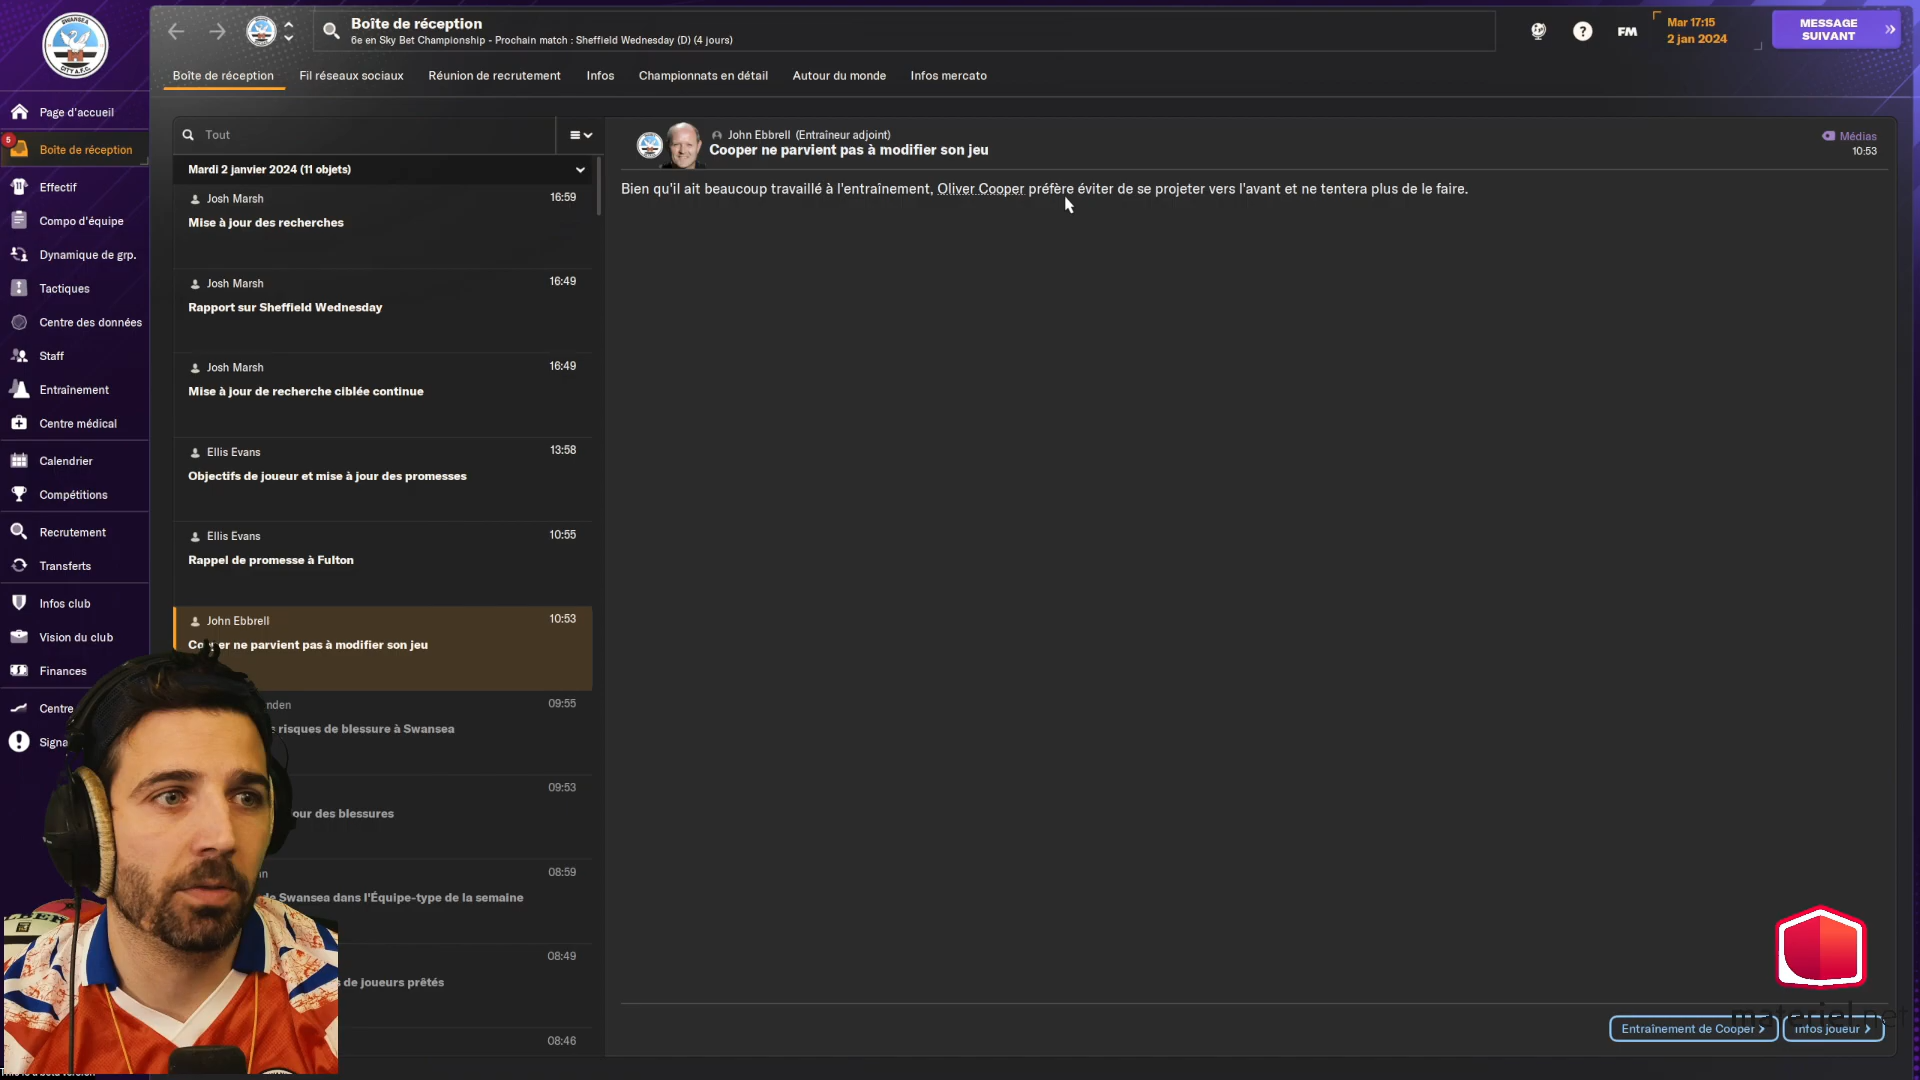 SWANSEA
CITY A.F.C.
Boîte de réception
6e en Sky Bet Championship - Prochain match : Sheffield Wednesday (D) (4 jours)
FM
Mar 17:15
2 jan 2024
MESSAGE
SUIVANT
Boîte de réception
Fil réseaux sociaux
Réunion de recrutement
Infos
Championnats en détail
Autour du monde
Infos mercato
Page d'accueil
5
Boîte de réception
Effectif
Compo d'équipe
Dynamique de grp.
Tactiques
Centre des données
Staff
Entraînement
Centre médical
Calendrier
Compétitions
Recrutement
Transferts
Infos club
Vision du club
Finances
Centre
Signa
Tout
Mardi 2 janvier 2024 (11 objets)
Josh Marsh
16:59
Mise à jour des recherches
Josh Marsh
16:49
Rapport sur Sheffield Wednesday
Josh Marsh
16:49
Mise à jour de recherche ciblée continue
Ellis Evans
13:58
Objectifs de joueur et mise à jour des promesses
Ellis Evans
10:55
Rappel de promesse à Fulton
John Ebbrell
10:53
Cooper ne parvient pas à modifier son jeu
09:55
risques de blessure à Swansea
09:53
our des blessures
08:59
de Swansea dans l'Équipe-type de la semaine
08:49
de joueurs prêtés
08:46
John Ebbrell (Entraîneur adjoint)
Cooper ne parvient pas à modifier son jeu
Médias
10:53
Bien qu'il ait beaucoup travaillé à l'entraînement, Oliver Cooper préfère éviter de se projeter vers l'avant et ne tentera plus de le faire.
materiel.net
Entraînement de Cooper >
Infos joueur >